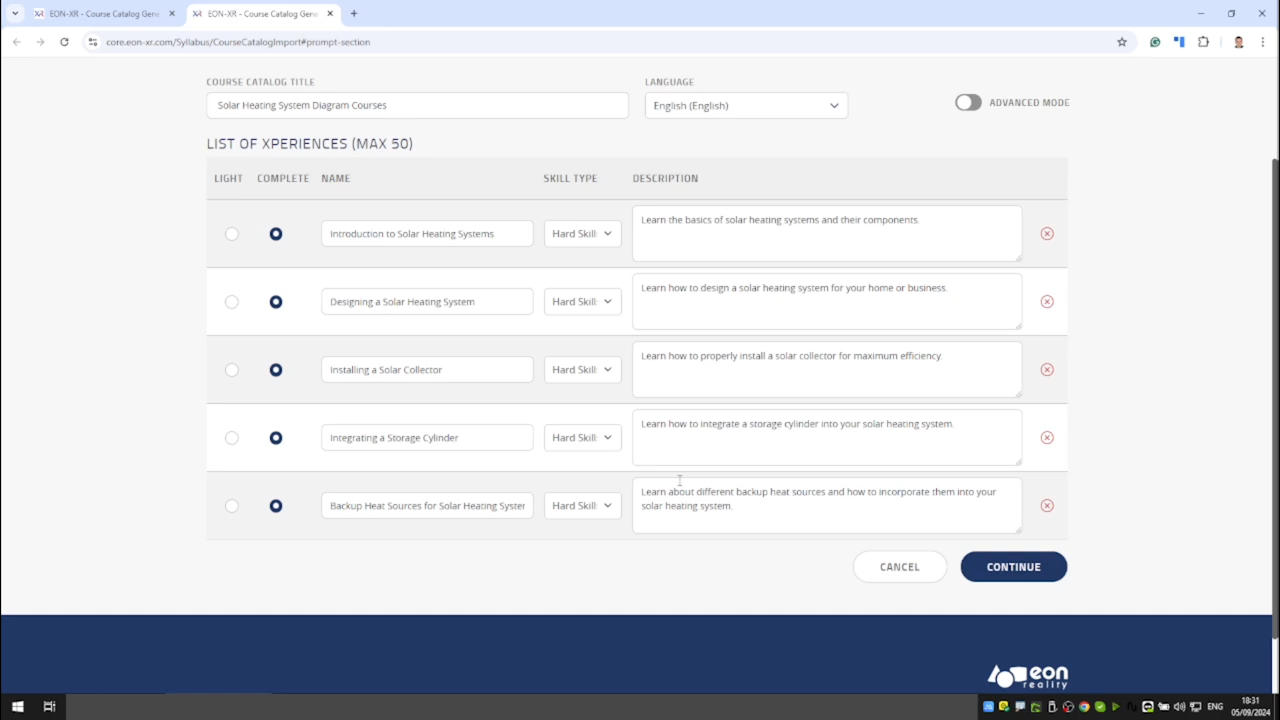 EON-XR - Course Catalog Gene
EON-XR - Course Catalog Gene
core.eon-xr.com/Syllabus/CourseCatalogImport#prompt-section
COURSE CATALOG TITLE
LANGUAGE
Solar Heating System Diagram Courses
English (English)
ADVANCED MODE
LIST OF XPERIENCES (MAX 50)
LIGHT COMPLETE NAME SKILL TYPE DESCRIPTION
Introduction to Solar Heating Systems
Hard Skill
Learn the basics of solar heating systems and their components.
Designing a Solar Heating System
Hard Skill
Learn how to design a solar heating system for your home or business.
Installing a Solar Collector
Hard Skill
Learn how to properly install a solar collector for maximum efficiency.
Integrating a Storage Cylinder
Hard Skill
Learn how to integrate a storage cylinder into your solar heating system.
Backup Heat Sources for Solar Heating System
Hard Skill
Learn about different backup heat sources and how to incorporate them into your
solar heating system.
CANCEL
CONTINUE
eon
reality
ENG
18:31
05/09/2024